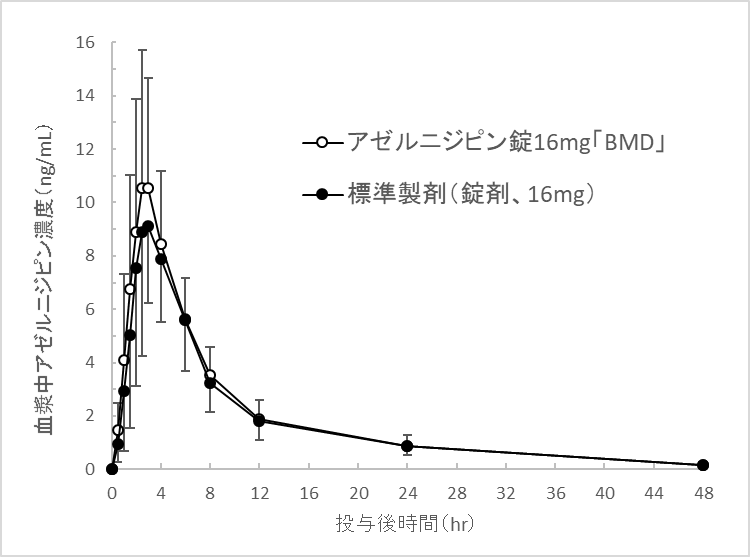 血漿中アゼルニジピン濃度(ng/mL)
16
14
12
10
8
6
4
2
0
アゼルニジピン錠16mg「BMD」
標準製剤(錠剤、16mg)
0 4 8 12 16 20 24 28 32 36 40 44 48
投与後時間(hr)